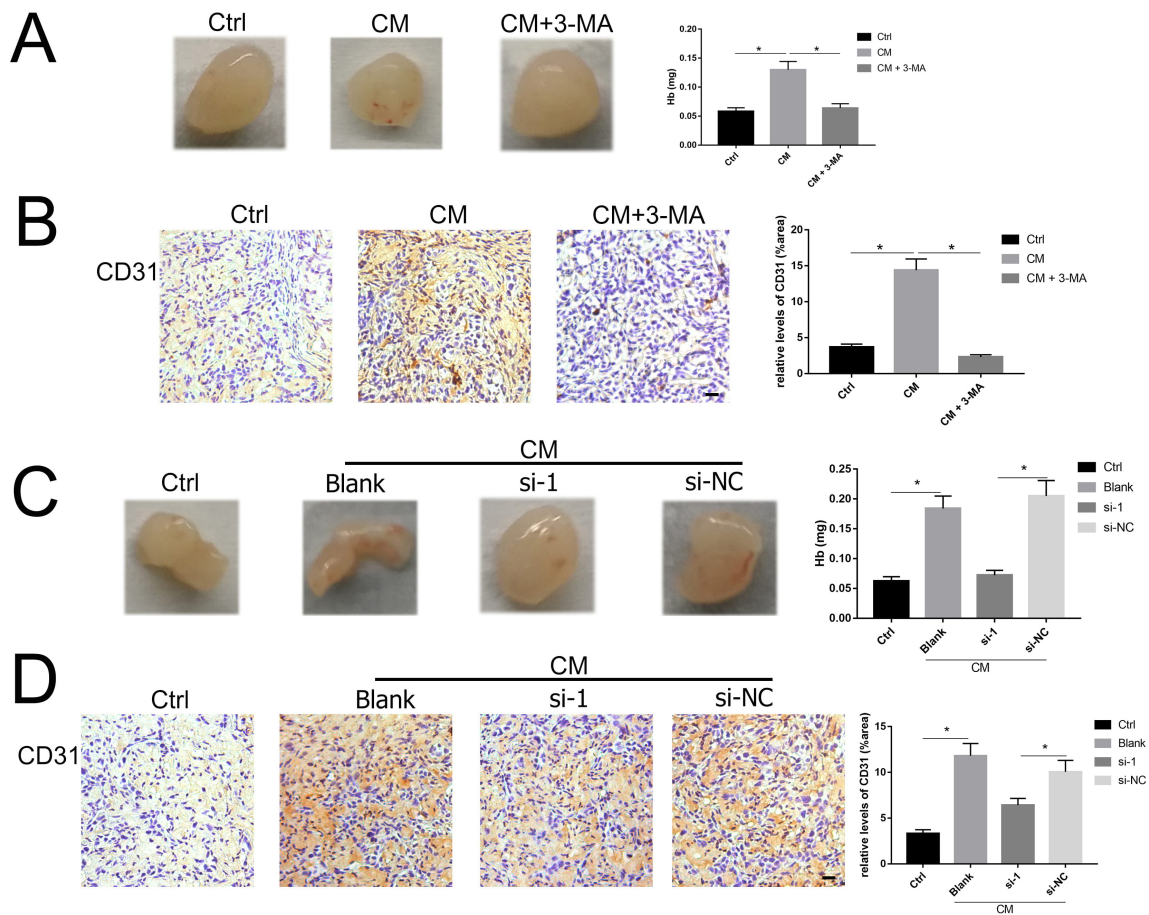 A
Ctrl CM CM+3-MA
Hb (mg)
0.20
0.15
0.10
0.05
0.00
* *
Ctrl
CM
CM + 3-MA
Ctrl
CM
CM + 3-MA
B
Ctrl CM CM+3-MA
CD31
relative levels of CD31 (%area)
20
15
10
5
0
* *
Ctrl
CM
CM + 3-MA
Ctrl
CM
CM + 3-MA
C
CM
Ctrl Blank si-1 si-NC
Hb (mg)
0.25
0.20
0.15
0.10
0.05
0.00
* *
Ctrl
Blank
si-1
si-NC
CM
Ctrl
Blank
si-1
si-NC
D
CM
Ctrl Blank si-1 si-NC
CD31
relative levels of CD31 (%area)
15
10
5
0
* *
Ctrl
Blank
si-1
si-NC
CM
Ctrl
Blank
si-1
si-NC